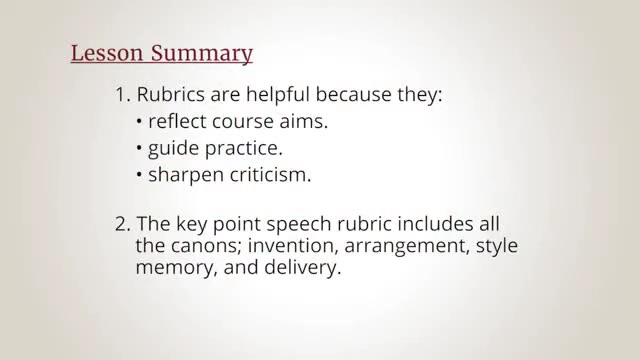 Lesson Summary
1. Rubrics are helpful because they:
• reflect course aims.
• guide practice.
• sharpen criticism.
2. The key point speech rubric includes all
the canons; invention, arrangement, style
memory, and delivery.